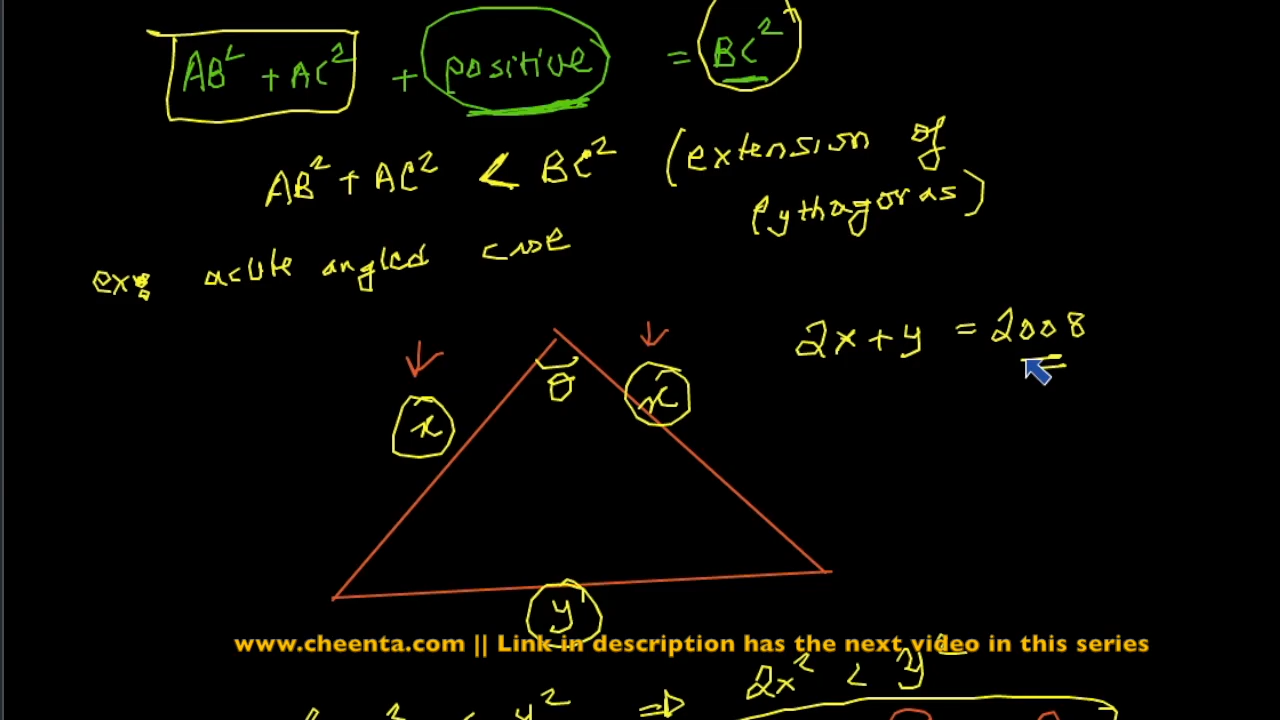 AB² + AC² + positive = BC²
AB² + AC² < BC² (extension of
Pythagoras)
ex: acute angled case
2x + y = 2008
θ
x
x
y
www.cheenta.com || Link in description has the next video in this series
2x² < y²
< y² ⇒